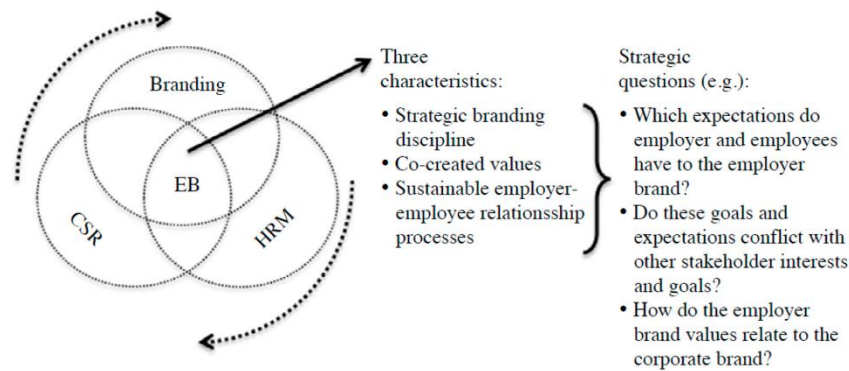 Branding
EB
CSR
HRM
Three
characteristics:
• Strategic branding
discipline
• Co-created values
• Sustainable employer-
employee relationsship
processes
Strategic
questions (e.g.):
• Which expectations do
employer and employees
have to the employer
brand?
• Do these goals and
expectations conflict with
other stakeholder interests
and goals?
• How do the employer
brand values relate to the
corporate brand?